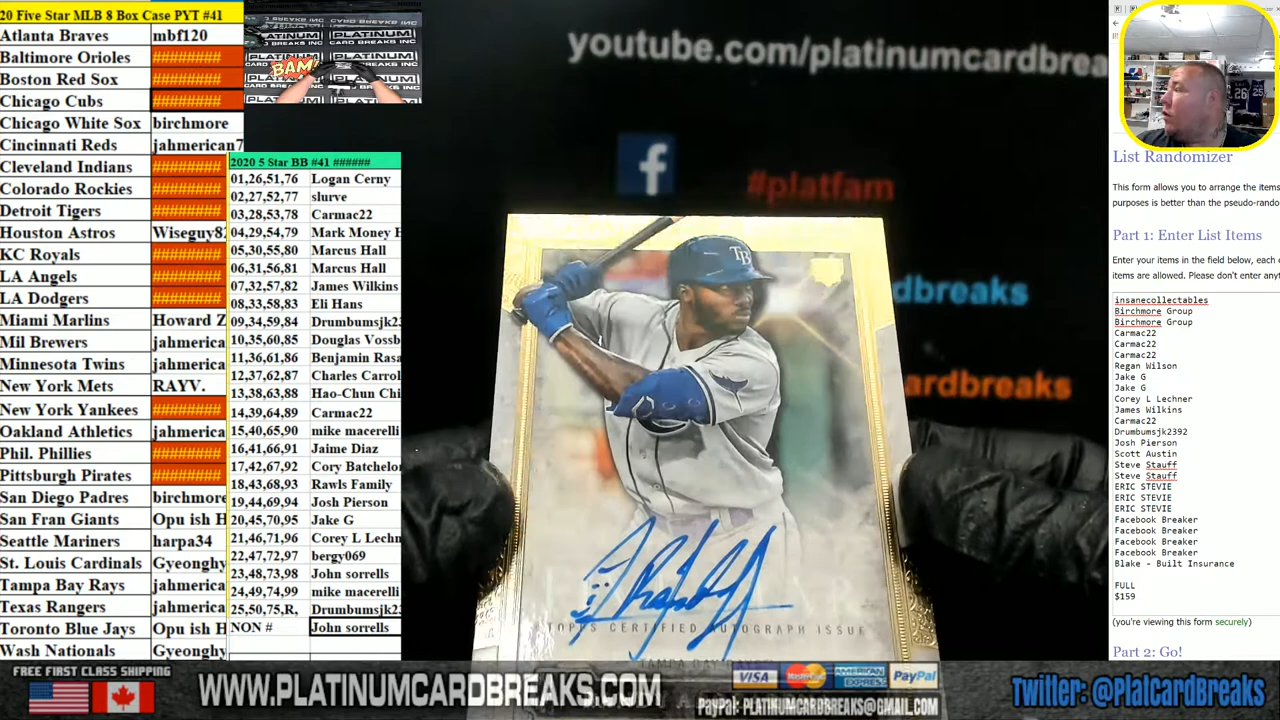 20 Five Star MLB 8 Box Case PYT #41
Atlanta Braves mbf120
Baltimore Orioles ########
Boston Red Sox ########
Chicago Cubs ########
Chicago White Sox birchmore
Cincinnati Reds jahmerican7
Cleveland Indians ########
Colorado Rockies ########
Detroit Tigers ########
Houston Astros Wiseguy82
KC Royals ########
LA Angels ########
LA Dodgers ########
Miami Marlins Howard Z
Mil Brewers jahmerica
Minnesota Twins jahmerica
New York Mets RAYV.
New York Yankees ########
Oakland Athletics jahmerica
Phil. Phillies ########
Pittsburgh Pirates ########
San Diego Padres birchmore
San Fran Giants Opu ish H
Seattle Mariners harpa34
St. Louis Cardinals Gyeonghy
Tampa Bay Rays jahmerica
Texas Rangers jahmerica
Toronto Blue Jays Opu ish H
Wash Nationals Gyeonghy
PLATINUM
CARD BREAKS INC
BAM!
2020 5 Star BB #41 ######
01,26,51,76 Logan Cerny
02,27,52,77 slurve
03,28,53,78 Carmac22
04,29,54,79 Mark Money H
05,30,55,80 Marcus Hall
06,31,56,81 Marcus Hall
07,32,57,82 James Wilkins
08,33,58,83 Eli Hans
09,34,59,84 Drumbumsjk23
10,35,60,85 Douglas Vossb
11,36,61,86 Benjamin Rasa
12,37,62,87 Charles Carrol
13,38,63,88 Hao-Chun Chi
14,39,64,89 Carmac22
15,40,65,90 mike macerelli
16,41,66,91 Jaime Diaz
17,42,67,92 Cory Batchelor
18,43,68,93 Rawls Family
19,44,69,94 Josh Pierson
20,45,70,95 Jake G
21,46,71,96 Corey L Lechn
22,47,72,97 bergy069
23,48,73,98 John sorrells
24,49,74,99 mike macerelli
25,50,75,R, Drumbumsjk23
NON # John sorrells
youtube.com/platinumcardbrea
f
#platfam
dbreaks
cardbreaks
TB
TOPPS CERTIFIED AUTOGRAPH ISSUE
26
25
List Randomizer
This form allows you to arrange the items
purposes is better than the pseudo-rando
Part 1: Enter List Items
Enter your items in the field below, each o
items are allowed. Please don't enter anyt
insanecollectables
Birchmore Group
Birchmore Group
Carmac22
Carmac22
Carmac22
Regan Wilson
Jake G
Jake G
Corey L Lechner
James Wilkins
Carmac22
Drumbumsjk2392
Josh Pierson
Scott Austin
Steve Stauff
Steve Stauff
ERIC STEVIE
ERIC STEVIE
ERIC STEVIE
Facebook Breaker
Facebook Breaker
Facebook Breaker
Facebook Breaker
Blake - Built Insurance
FULL
$159
(you're viewing this form securely)
Part 2: Go!
FREE FIRST CLASS SHIPPING
WWW.PLATINUMCARDBREAKS.COM
VISA MasterCard AMERICAN EXPRESS PayPal
PayPal: PLATINUMCARDBREAKS@GMAIL.COM
Twitter: @PlatCardBreaks